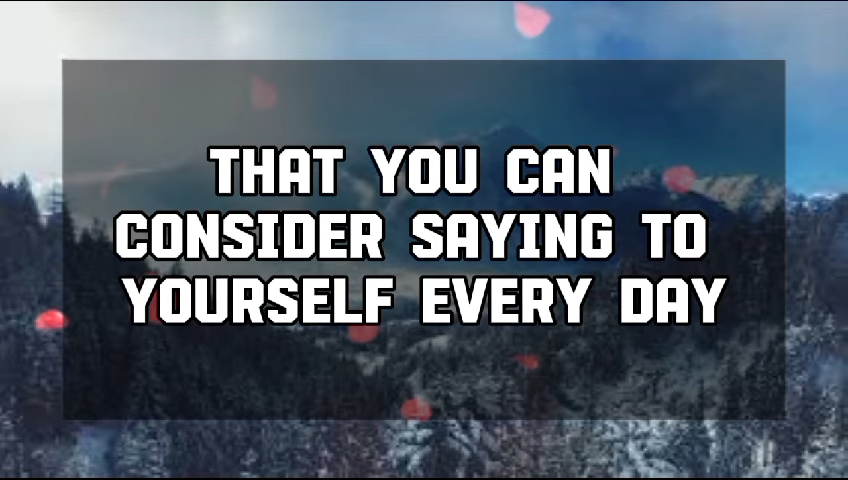 THAT YOU CAN
CONSIDER SAYING TO
YOURSELF EVERY DAY